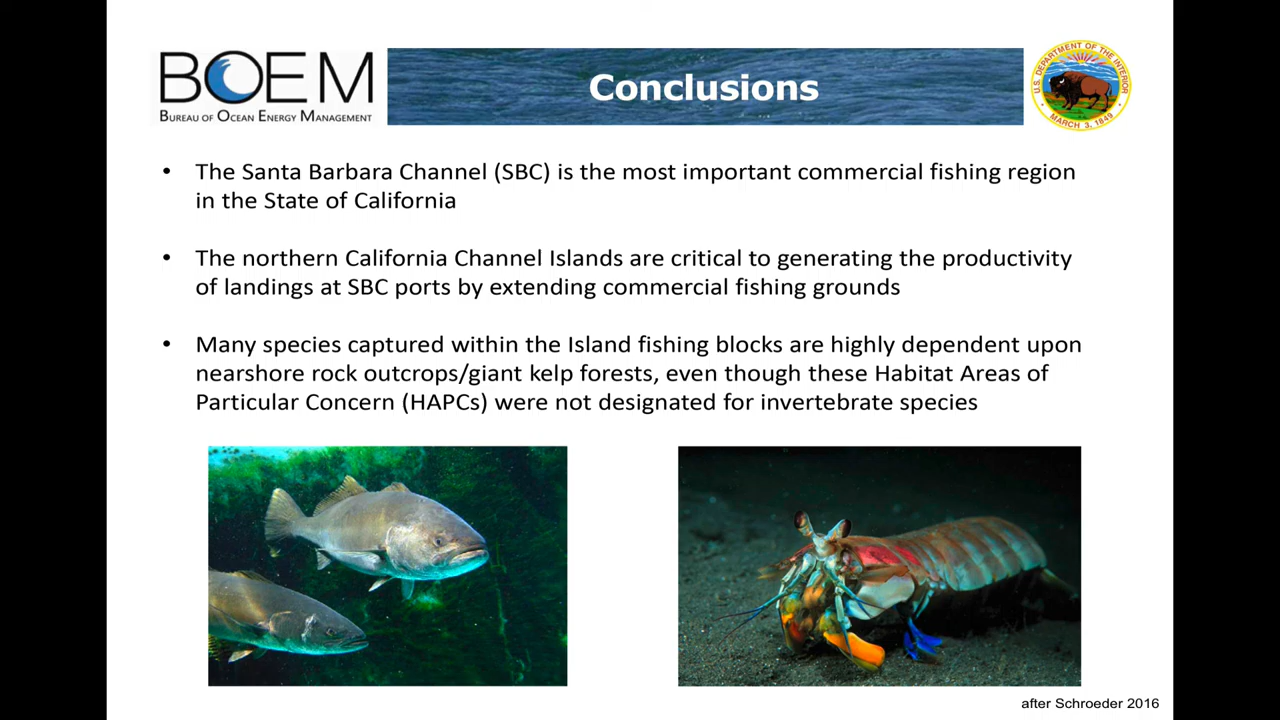 BOEM
BUREAU OF OCEAN ENERGY MANAGEMENT
Conclusions
U.S. DEPARTMENT OF THE INTERIOR
MARCH 3, 1849
• The Santa Barbara Channel (SBC) is the most important commercial fishing region
in the State of California
• The northern California Channel Islands are critical to generating the productivity
of landings at SBC ports by extending commercial fishing grounds
• Many species captured within the Island fishing blocks are highly dependent upon
nearshore rock outcrops/giant kelp forests, even though these Habitat Areas of
Particular Concern (HAPCs) were not designated for invertebrate species
after Schroeder 2016